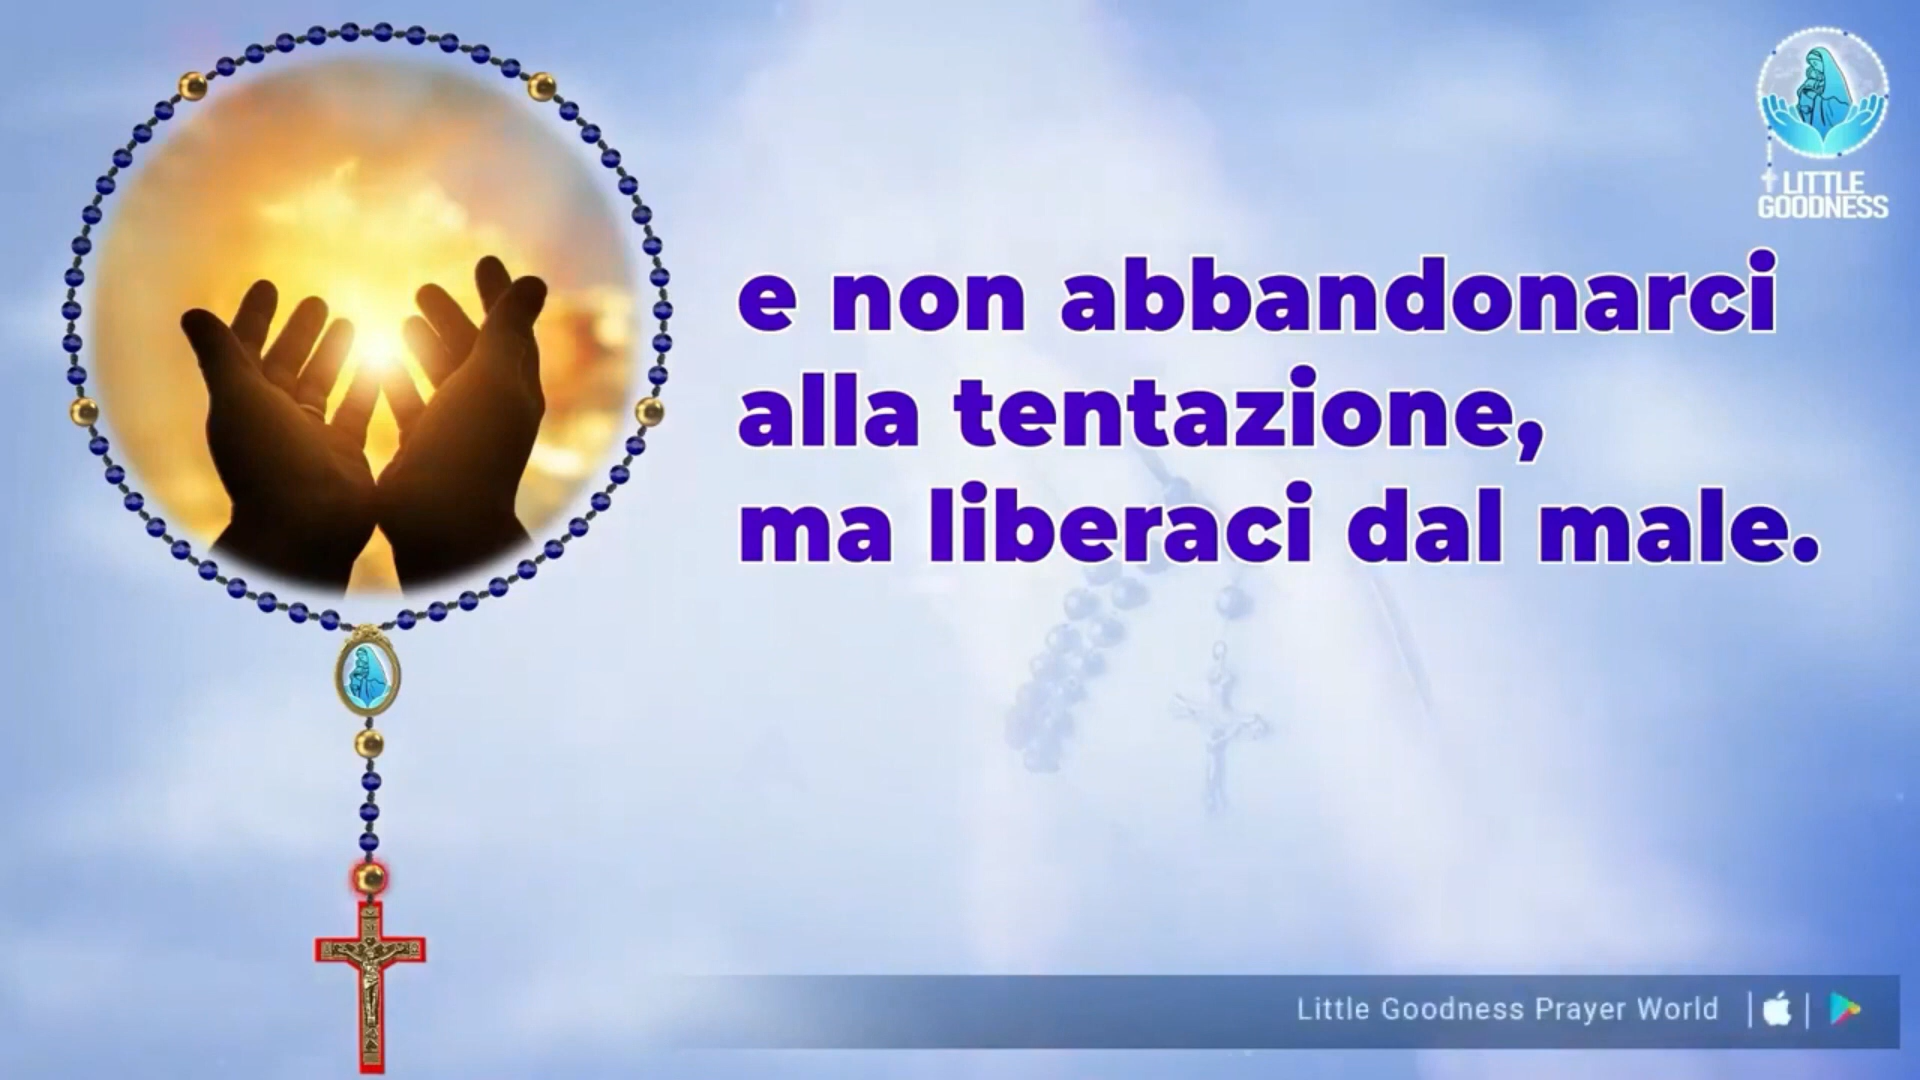 LITTLE
GOODNESS
e non abbandonarci
alla tentazione,
ma liberaci dal male.
Little Goodness Prayer World